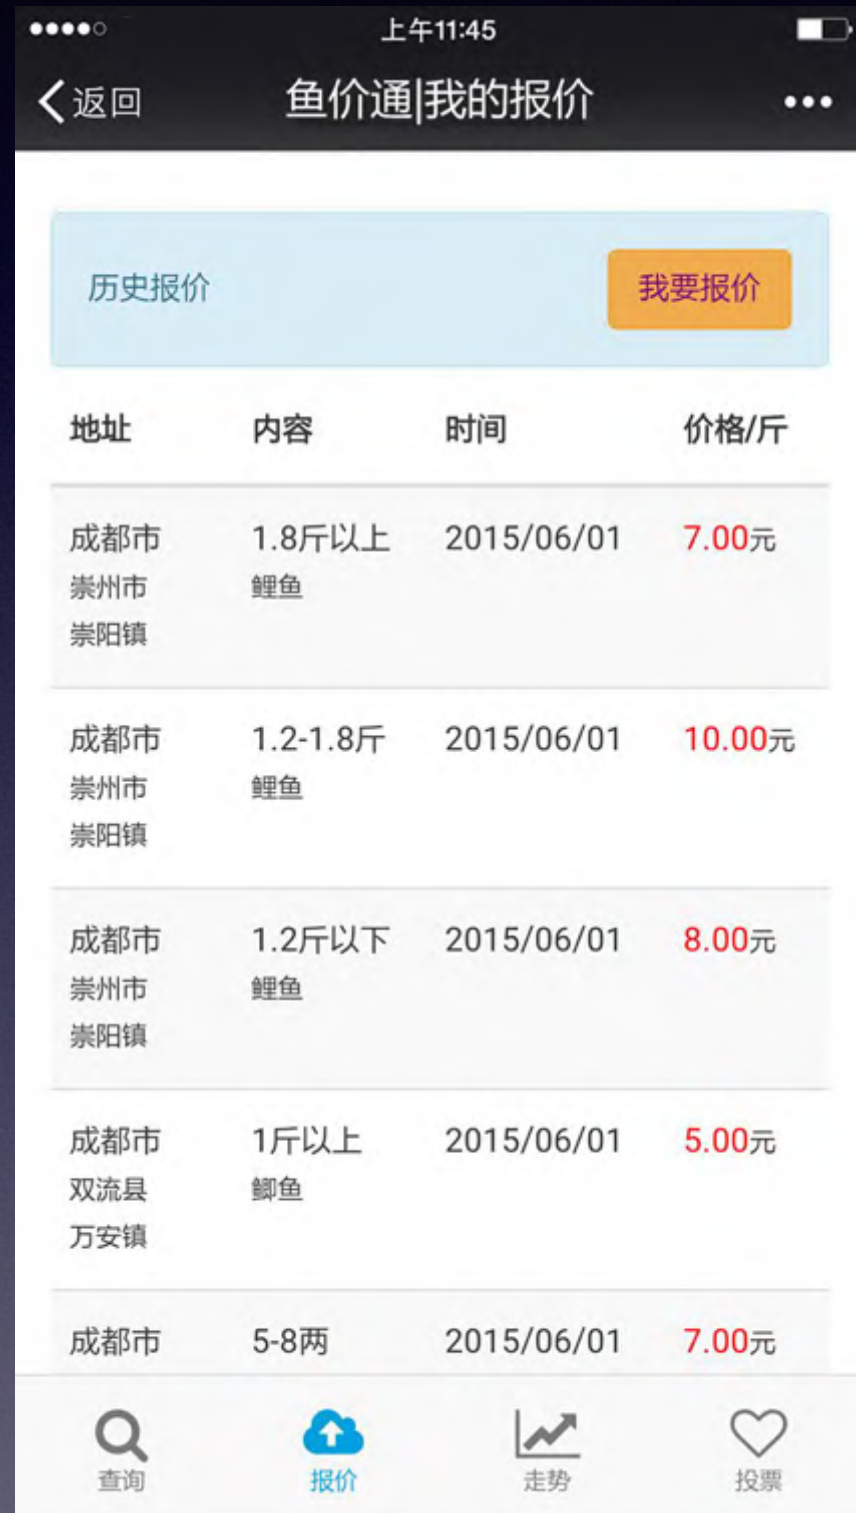 上午11:45
返回 鱼价通|我的报价
历史报价 我要报价
地址 内容 时间 价格/斤
成都市 1.8斤以上 2015/06/01 7.00元
崇州市 鲤鱼
崇阳镇
成都市 1.2-1.8斤 2015/06/01 10.00元
崇州市 鲤鱼
崇阳镇
成都市 1.2斤以下 2015/06/01 8.00元
崇州市 鲤鱼
崇阳镇
成都市 1斤以上 2015/06/01 5.00元
双流县 鲫鱼
万安镇
成都市 5-8两 2015/06/01 7.00元
查询 报价 走势 投票